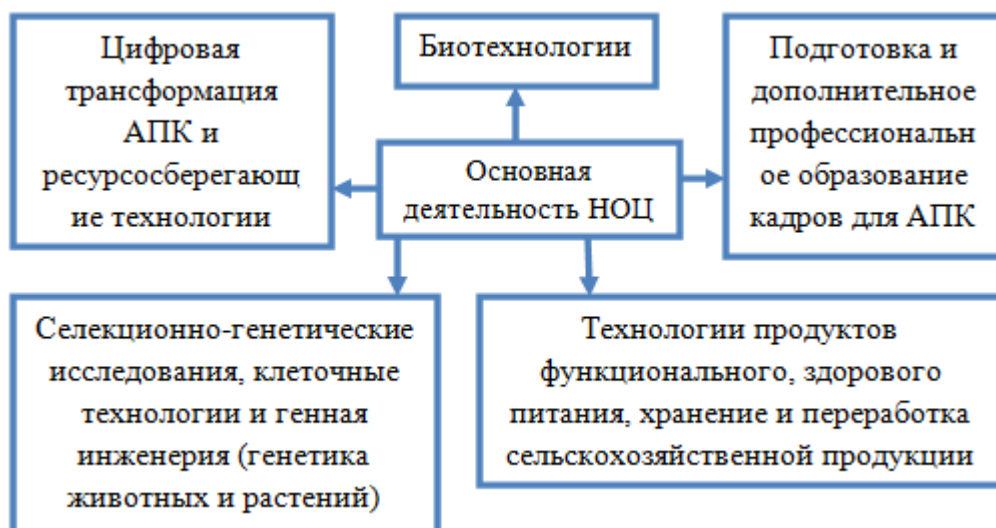 Цифровая
трансформация
АПК и
ресурсосберегающ
ие технологии
Биотехнологии
Подготовка и
дополнительное
профессиональн
ое образование
кадров для АПК
Основная
деятельность НОЦ
Селекционно-генетические
исследования, клеточные
технологии и генная
инженерия (генетика
животных и растений)
Технологии продуктов
функционального, здорового
питания, хранение и переработка
сельскохозяйственной продукции